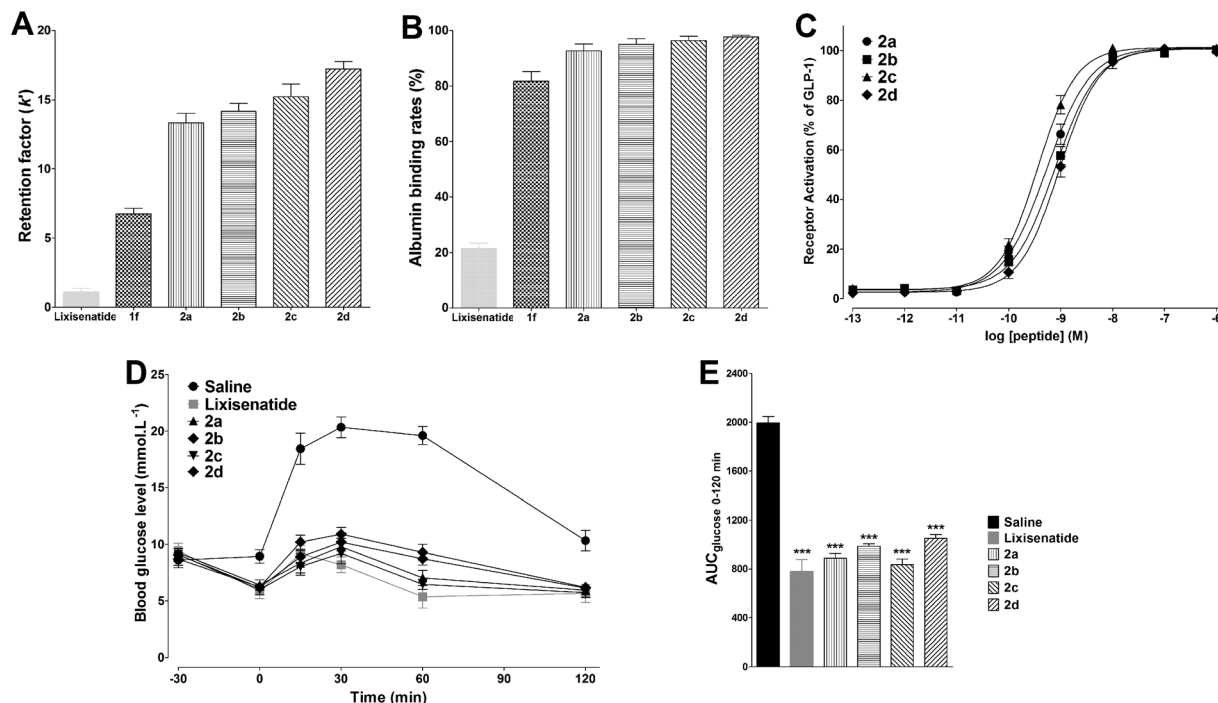 A
Retention factor (k')
20
15
10
5
0
Lixisenatide 1f 2a 2b 2c 2d
B
Albumin binding rates (%)
100
80
60
40
20
0
Lixisenatide 1f 2a 2b 2c 2d
C
Receptor Activation (% of GLP-1)
100
80
60
40
20
0
2a
2b
2c
2d
-13 -12 -11 -10 -9 -8 -7 -6
log [peptide] (M)
D
Blood glucose level (mmol.L -1)
25
20
15
10
5
0
Saline
Lixisenatide
2a
2b
2c
2d
-30 0 30 60 90 120
Time (min)
E
AUCglucose 0-120 min
2400
2000
1600
1200
800
400
0
*** *** *** *** ***
Saline
Lixisenatide
2a
2b
2c
2d